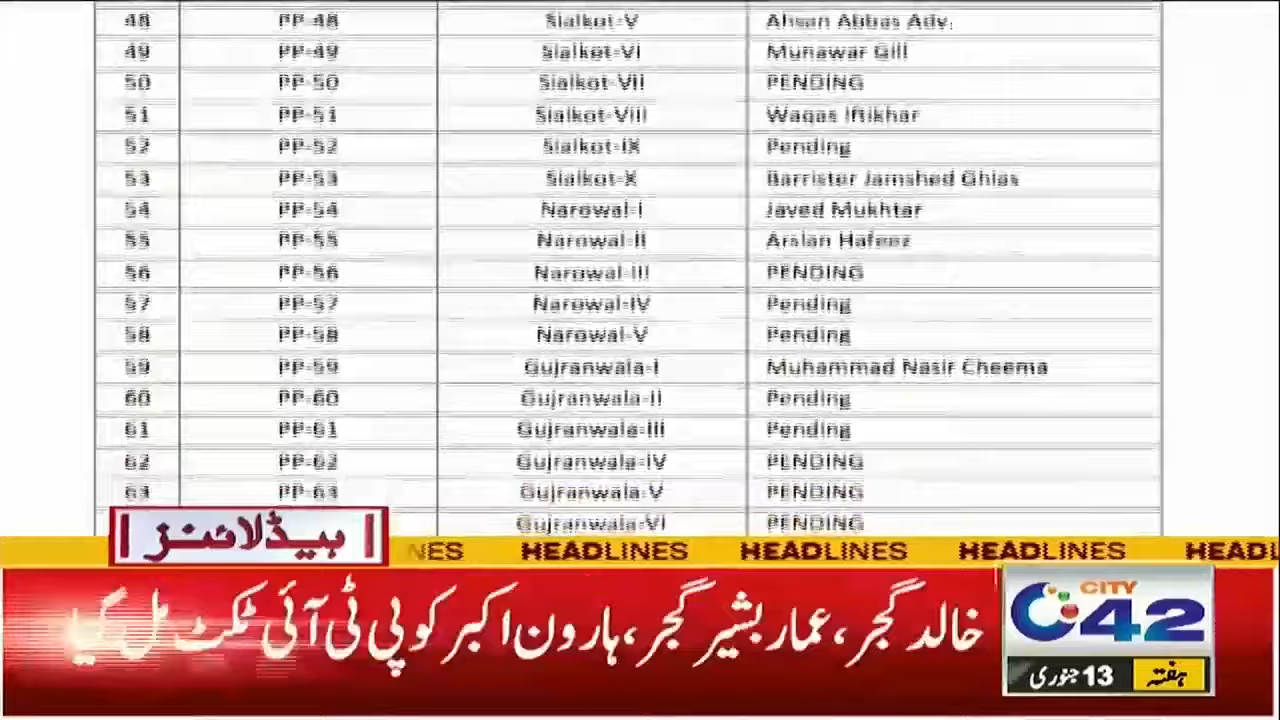 48 PP-48 Sialkot-V Ahsan Abbas Adv.
49 PP-49 Sialkot-VI Munawar Gill
50 PP-50 Sialkot-VII PENDING
51 PP-51 Sialkot-VIII Waqas Iftikhar
52 PP-52 Sialkot-IX Pending
53 PP-53 Sialkot-X Barrister Jamshed Ghias
54 PP-54 Narowal-I Javed Mukhtar
55 PP-55 Narowal-II Arslan Hafeez
56 PP-56 Narowal-III PENDING
57 PP-57 Narowal-IV Pending
58 PP-58 Narowal-V Pending
59 PP-59 Gujranwala-I Muhammad Nasir Cheema
60 PP-60 Gujranwala-II Pending
61 PP-61 Gujranwala-III Pending
62 PP-62 Gujranwala-IV PENDING
63 PP-63 Gujranwala-V PENDING
Gujranwala-VI PENDING
ہیڈلائنز
NES HEADLINES HEADLINES HEADLINES HEADL
خالد گجر، عمار بشیر گجر، ہارون اکبر کو پی ٹی آئی ٹکٹ مل گیا
CITY
42
ہفتہ 13 جنوری